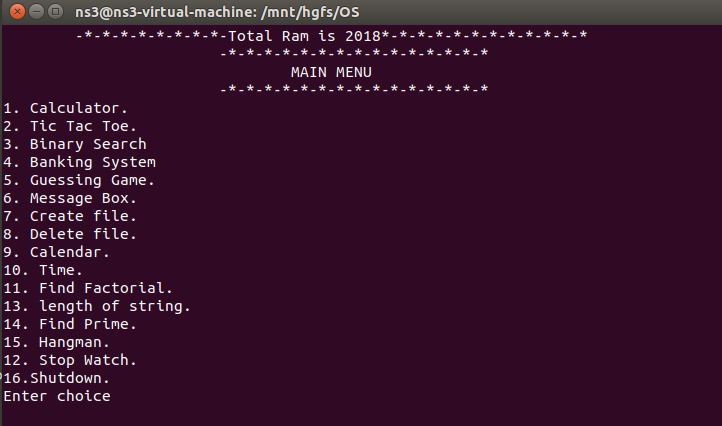 ns3@ns3-virtual-machine: /mnt/hgfs/OS
-*-*-*-*-*-*-*-*-Total Ram is 2018*-*-*-*-*-*-*-*-*-*-*-*
-*-*-*-*-*-*-*-*-*-*-*-*-*-*-*
MAIN MENU
-*-*-*-*-*-*-*-*-*-*-*-*-*-*-*
1. Calculator.
2. Tic Tac Toe.
3. Binary Search
4. Banking System
5. Guessing Game.
6. Message Box.
7. Create file.
8. Delete file.
9. Calendar.
10. Time.
11. Find Factorial.
13. length of string.
14. Find Prime.
15. Hangman.
12. Stop Watch.
16.Shutdown.
Enter choice